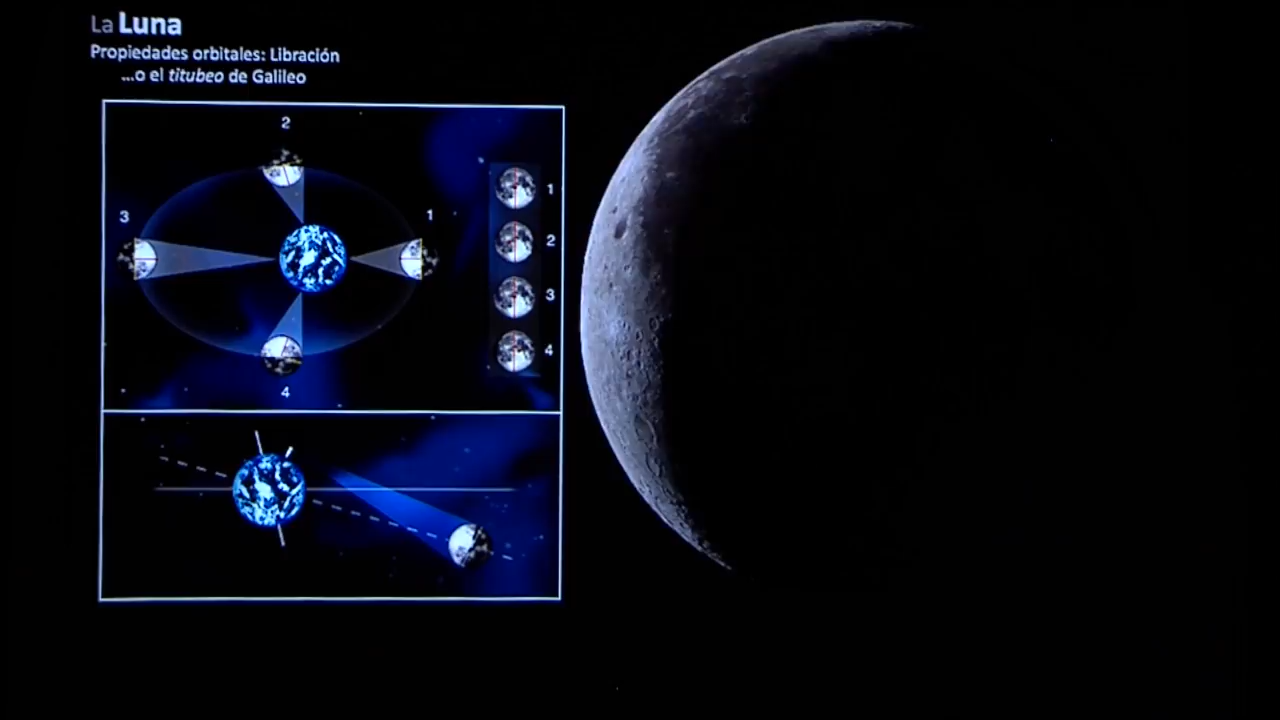 La Luna
Propiedades orbitales: Libración
...o el titubeo de Galileo
2
3
1
4
1
2
3
4